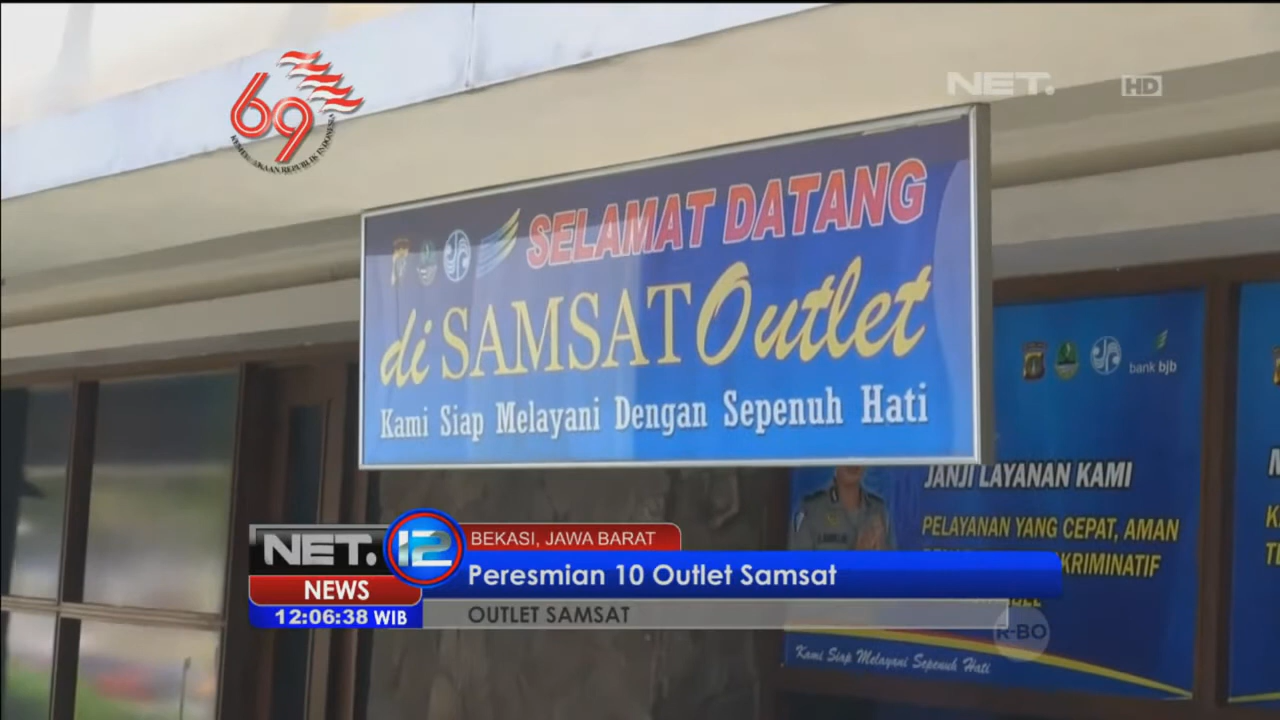 69
NET. HD
SELAMAT DATANG
di SAMSAT Outlet
Kami Siap Melayani Dengan Sepenuh Hati
bank bjb
JANJI LAYANAN KAMI
PELAYANAN YANG CEPAT, AMAN
KRIMINATIF
Kami Siap Melayani Sepenuh Hati
NET. 12
NEWS
12:06:38 WIB
BEKASI, JAWA BARAT
Peresmian 10 Outlet Samsat
OUTLET SAMSAT
R-BO